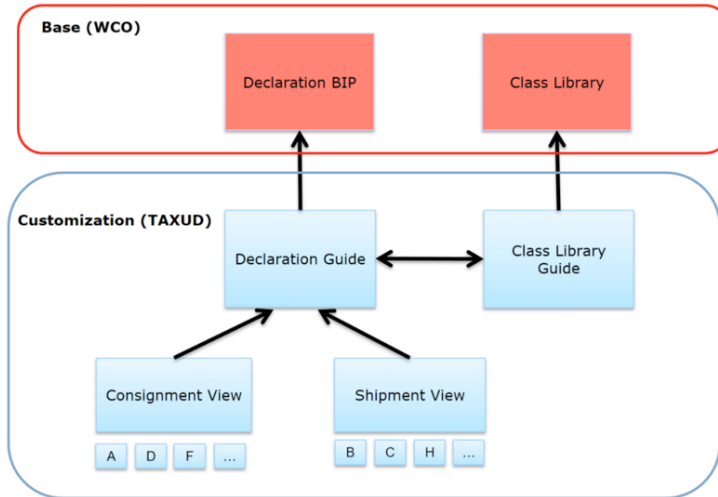 Base (WCO)
Declaration BIP
Class Library
Customization (TAXUD)
Declaration Guide
Class Library
Guide
Consignment View
Shipment View
A
D
F
...
B
C
H
...